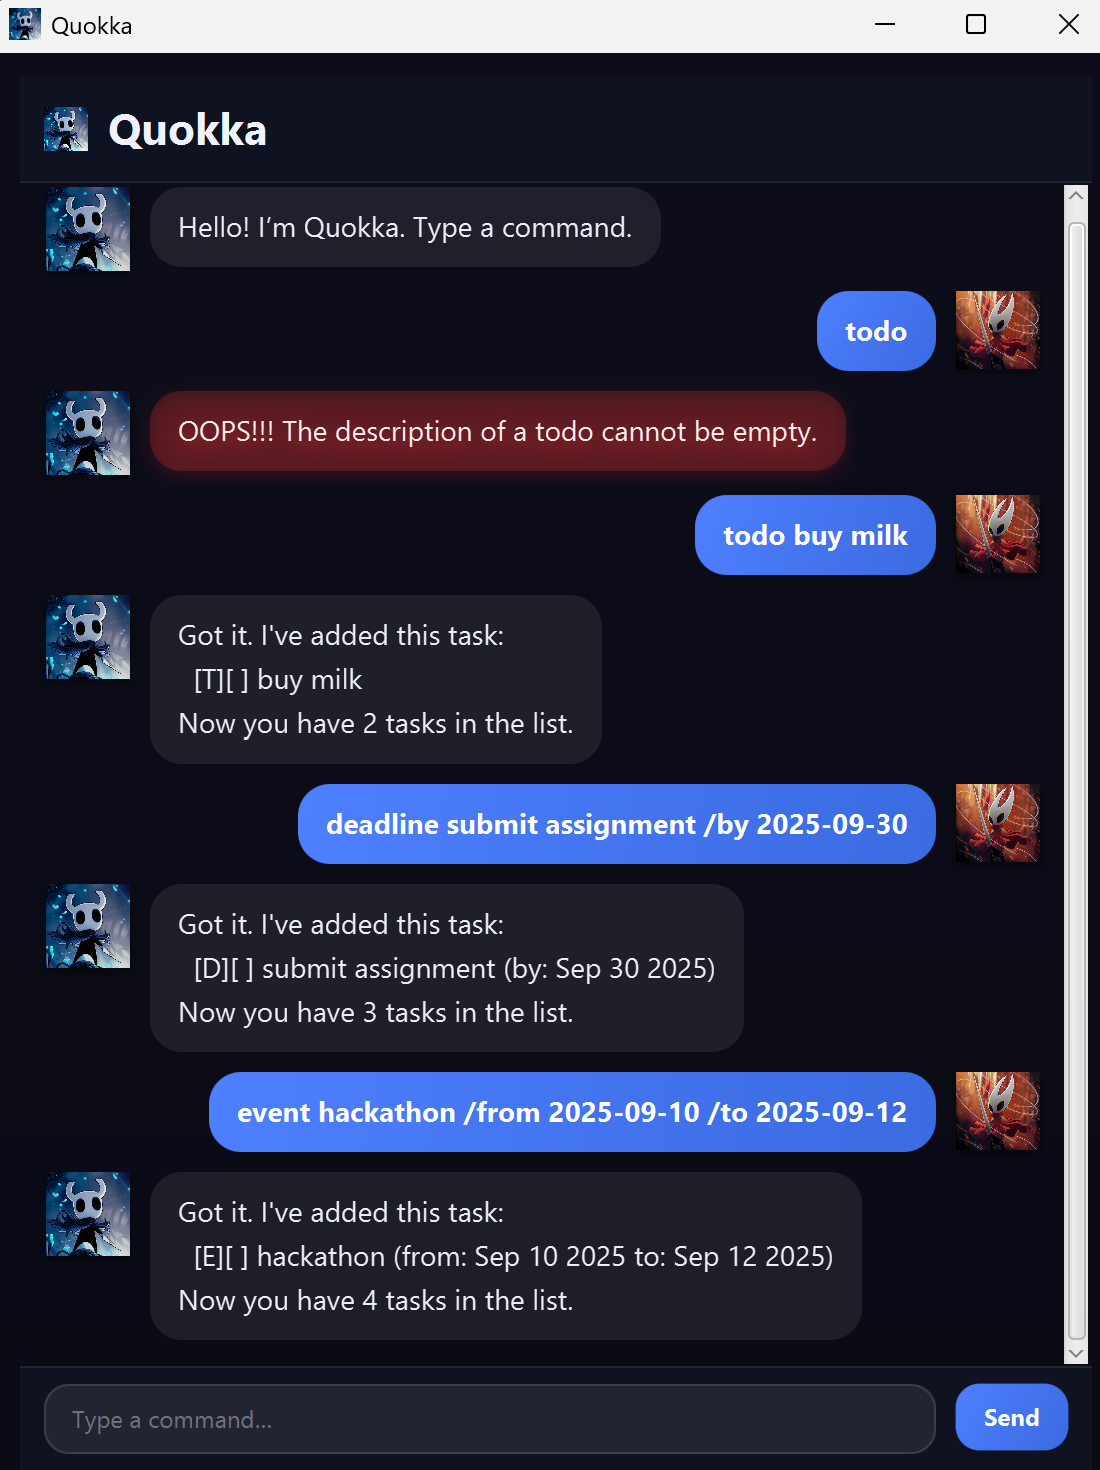 Quokka
Quokka
Hello! I’m Quokka. Type a command.
todo
OOPS!!! The description of a todo cannot be empty.
todo buy milk
Got it. I've added this task:
[T][ ] buy milk
Now you have 2 tasks in the list.
deadline submit assignment /by 2025-09-30
Got it. I've added this task:
[D][ ] submit assignment (by: Sep 30 2025)
Now you have 3 tasks in the list.
event hackathon /from 2025-09-10 /to 2025-09-12
Got it. I've added this task:
[E][ ] hackathon (from: Sep 10 2025 to: Sep 12 2025)
Now you have 4 tasks in the list.
Type a command...
Send